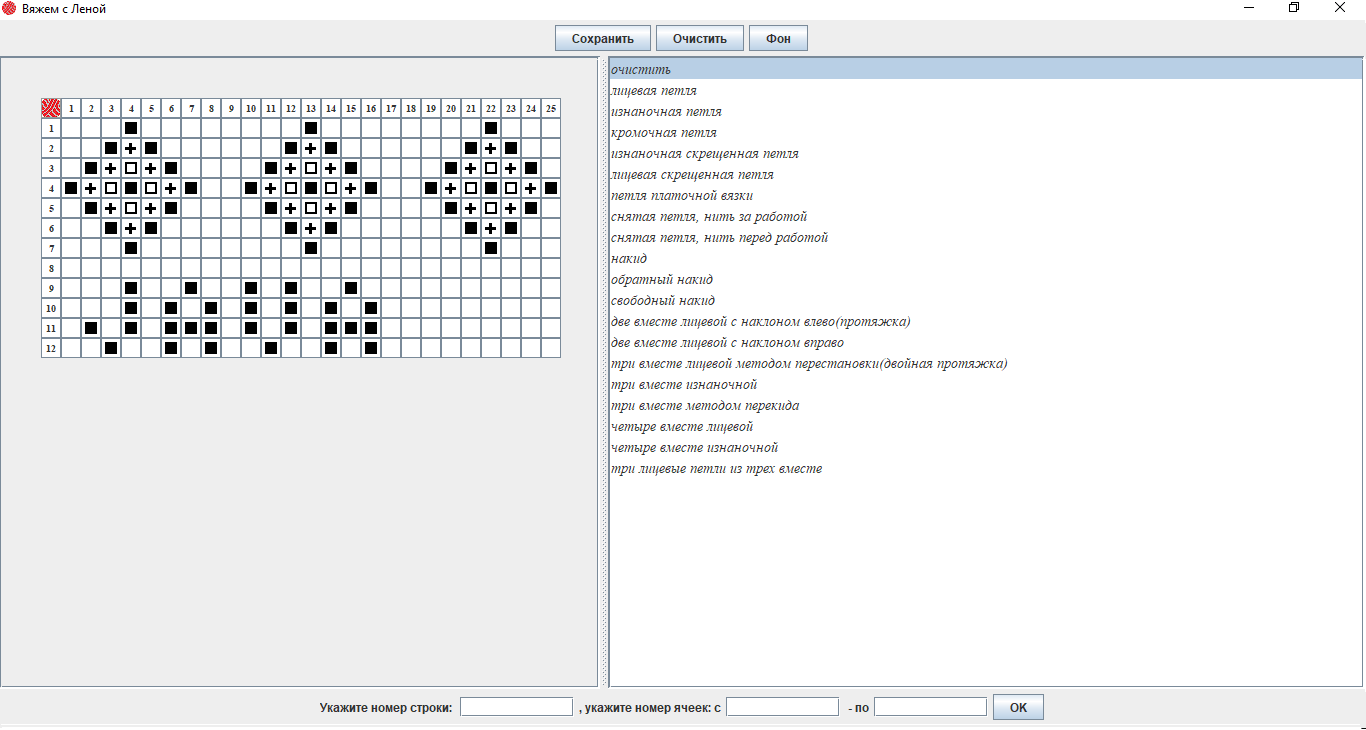 Вяжем с Леной
Сохранить Очистить Фон
1 2 3 4 5 6 7 8 9 10 11 12 13 14 15 16 17 18 19 20 21 22 23 24 25
1
2
3
4
5
6
7
8
9
10
11
12
очистить
лицевая петля
изнаночная петля
кромочная петля
изнаночная скрещенная петля
лицевая скрещенная петля
петля платочной вязки
снятая петля, нить за работой
снятая петля, нить перед работой
накид
обратный накид
свободный накид
две вместе лицевой с наклоном влево(протяжка)
две вместе лицевой с наклоном вправо
три вместе лицевой методом перестановки(двойная протяжка)
три вместе изнаночной
три вместе методом перекида
четыре вместе лицевой
четыре вместе изнаночной
три лицевые петли из трех вместе
Укажите номер строки: , укажите номер ячеек: с - по OK